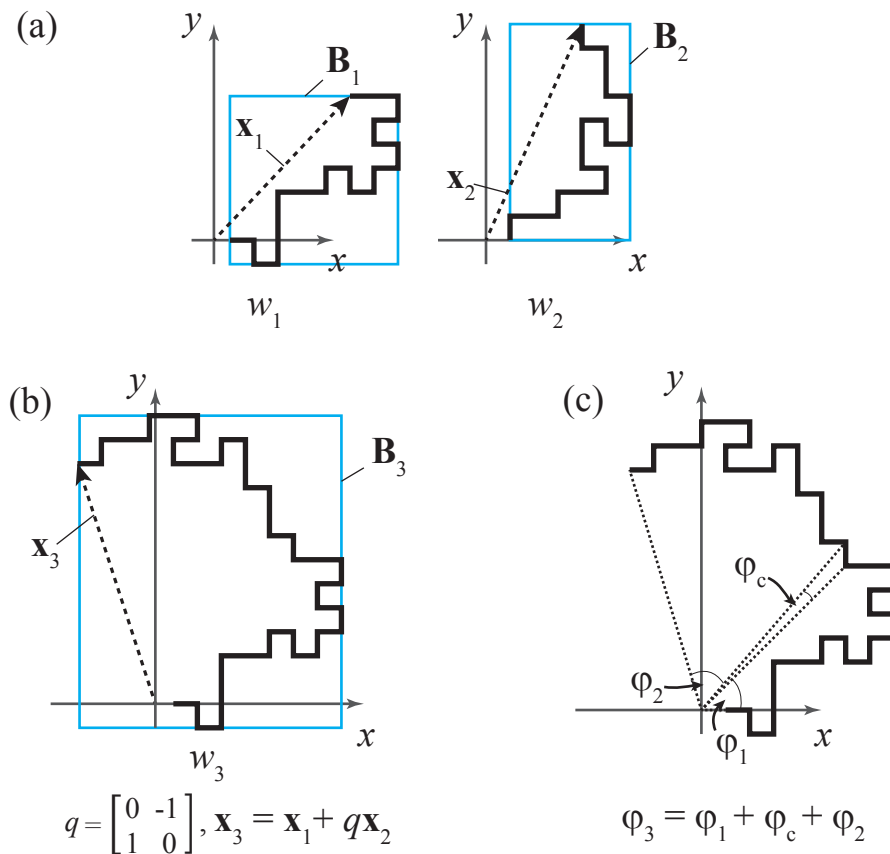 (a)
y
B₁
x₁
x
w₁
y
B₂
x₂
x
w₂
(b)
y
B₃
x₃
x
w₃
q = [0 -1
1 0], x₃ = x₁ + qx₂
(c)
y
φc
φ₂
φ₁
x
φ₃ = φ₁ + φc + φ₂